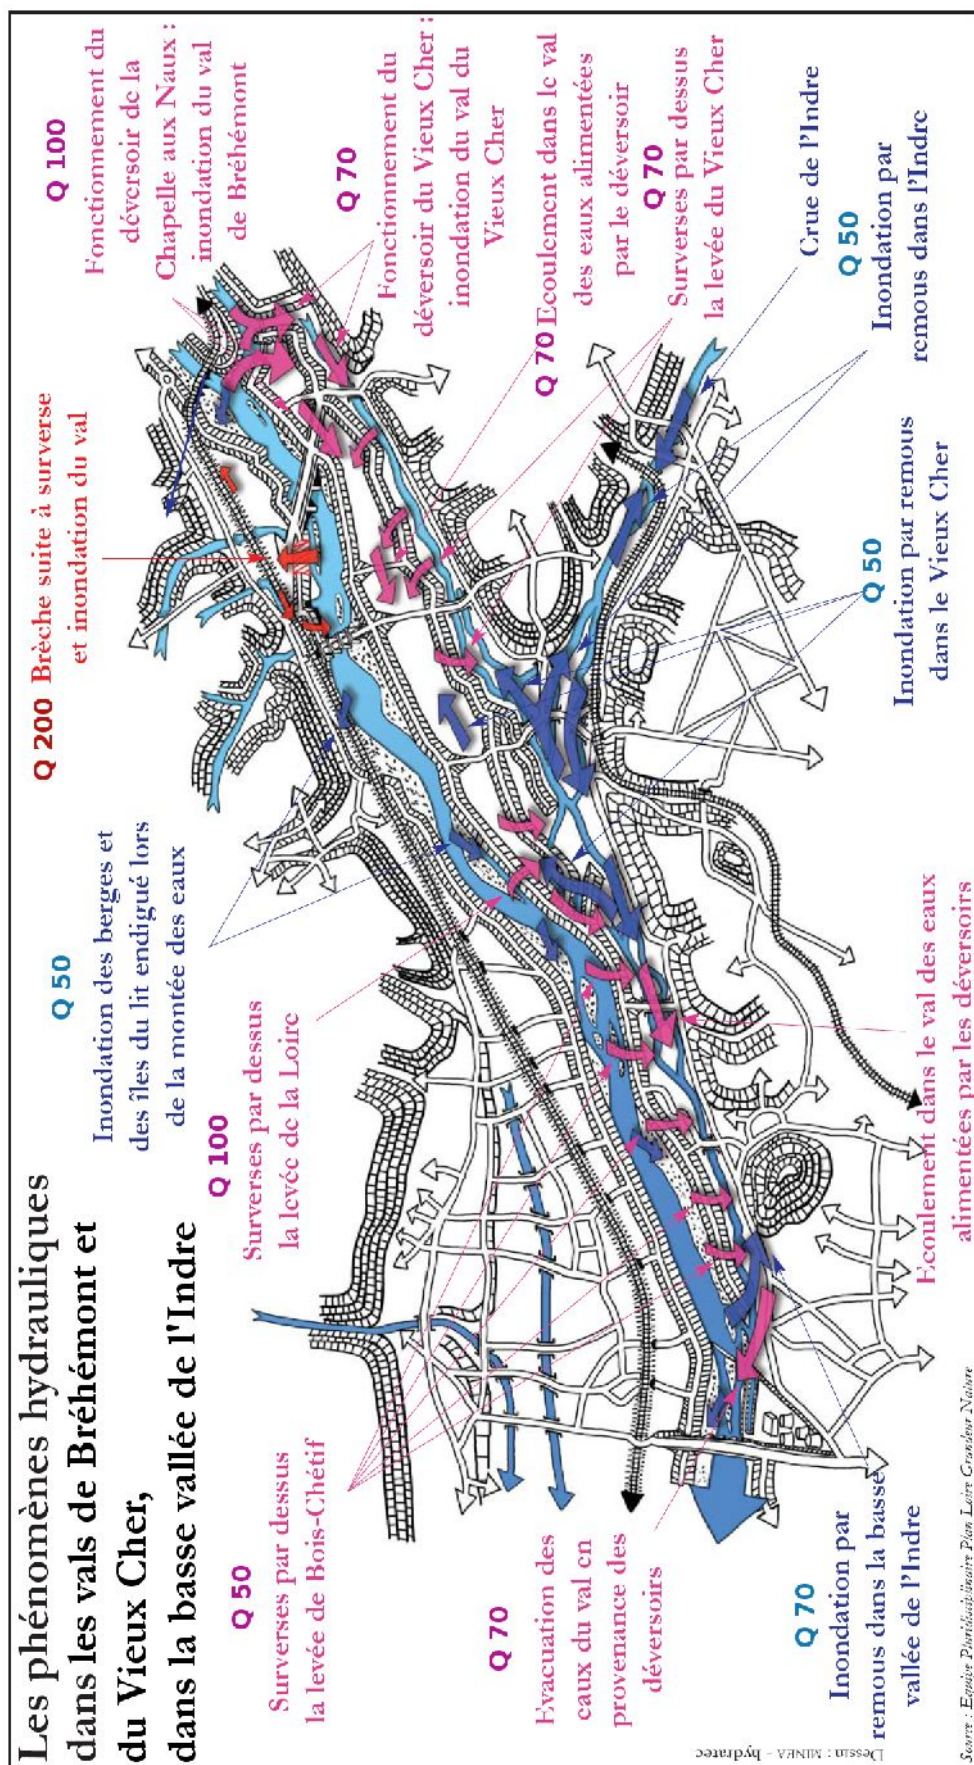 Les phénomènes hydrauliques
dans les vals de Bréhémont et
du Vieux Cher,
dans la basse vallée de l'Indre
Q 50
Inondation des berges et
des îles du lit endigué lors
de la montée des eaux
Q 200 Brèche suite à surverse
et inondation du val
Q 100
Fonctionnement du
déversoir de la
Chapelle aux Naux :
inondation du val
de Bréhémont
Q 70
Fonctionnement du
déversoir du Vieux Cher :
inondation du val du
Vieux Cher
Q 70 Ecoulement dans le val
des eaux alimentées
par le déversoir
Q 70
Surverses par dessus
la levée du Vieux Cher
Crue de l'Indre
Q 50
Inondation par
remous dans l'Indre
Inondation par remous
dans le Vieux Cher
Q 50
Q 100
Surverses par dessus
la levée de la Loire
Q 50
Surverses par dessus
la levée de Bois-Chétif
Q 70
Evacuation des
eaux du val en
provenance des
déversoirs
Q 70
Inondation par
remous dans la basse
vallée de l'Indre
Ecoulement dans le val des eaux
alimentées par les déversoirs
Dessin : MINEA - hydratec
Source : Equipe Pluridisciplinaire Plan Loire Grandeur Nature